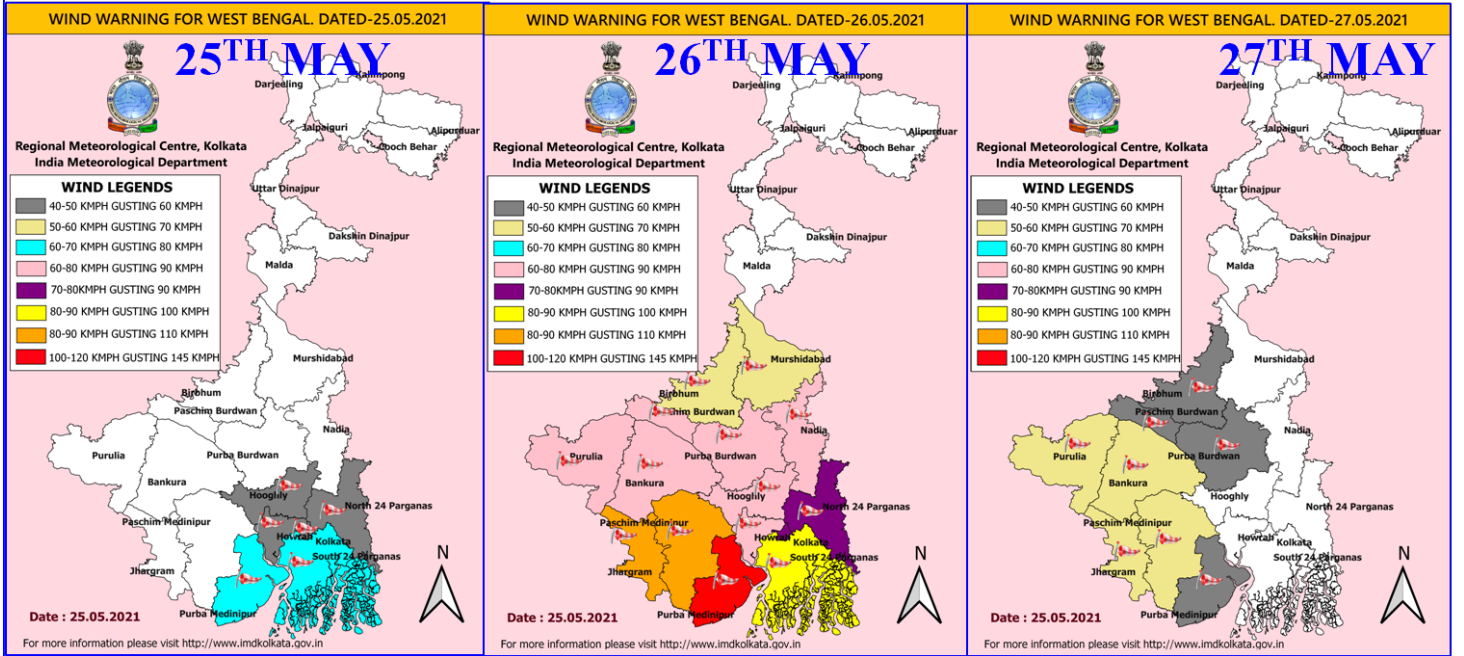 WIND WARNING FOR WEST BENGAL. DATED-25.05.2021
25TH MAY
Regional Meteorological Centre, Kolkata
India Meteorological Department
WIND LEGENDS
40-50 KMPH GUSTING 60 KMPH
50-60 KMPH GUSTING 70 KMPH
60-70 KMPH GUSTING 80 KMPH
60-80 KMPH GUSTING 90 KMPH
70-80KMPH GUSTING 90 KMPH
80-90 KMPH GUSTING 100 KMPH
80-90 KMPH GUSTING 110 KMPH
100-120 KMPH GUSTING 145 KMPH
Darjeeling
Kalimpong
Jalpaiguri
Alipurduar
Cooch Behar
Uttar Dinajpur
Dakshin Dinajpur
Malda
Murshidabad
Birbhum
Paschim Burdwan
Nadia
Purulia
Purba Burdwan
Bankura
Hooghly
North 24 Parganas
Paschim Medinipur
Howrah
Kolkata
South 24 Parganas
Jhargram
Purba Medinipur
N
Date : 25.05.2021
For more information please visit http://www.imdkolkata.gov.in
WIND WARNING FOR WEST BENGAL. DATED-26.05.2021
26TH MAY
Regional Meteorological Centre, Kolkata
India Meteorological Department
WIND LEGENDS
40-50 KMPH GUSTING 60 KMPH
50-60 KMPH GUSTING 70 KMPH
60-70 KMPH GUSTING 80 KMPH
60-80 KMPH GUSTING 90 KMPH
70-80KMPH GUSTING 90 KMPH
80-90 KMPH GUSTING 100 KMPH
80-90 KMPH GUSTING 110 KMPH
100-120 KMPH GUSTING 145 KMPH
Darjeeling
Kalimpong
Jalpaiguri
Alipurduar
Cooch Behar
Uttar Dinajpur
Dakshin Dinajpur
Malda
Murshidabad
Birbhum
Burdwan
Nadia
Purulia
Purba Burdwan
Bankura
Hooghly
North 24 Parganas
Paschim Medinipur
Howrah
Kolkata
South 24 Parganas
Jhargram
Purba Medinipur
N
Date : 25.05.2021
For more information please visit http://www.imdkolkata.gov.in
WIND WARNING FOR WEST BENGAL. DATED-27.05.2021
27TH MAY
Regional Meteorological Centre, Kolkata
India Meteorological Department
WIND LEGENDS
40-50 KMPH GUSTING 60 KMPH
50-60 KMPH GUSTING 70 KMPH
60-70 KMPH GUSTING 80 KMPH
60-80 KMPH GUSTING 90 KMPH
70-80KMPH GUSTING 90 KMPH
80-90 KMPH GUSTING 100 KMPH
80-90 KMPH GUSTING 110 KMPH
100-120 KMPH GUSTING 145 KMPH
Darjeeling
Kalimpong
Jalpaiguri
Alipurduar
Cooch Behar
Uttar Dinajpur
Dakshin Dinajpur
Malda
Murshidabad
Birbhum
Paschim Burdwan
Nadia
Purulia
Purba Burdwan
Bankura
Hooghly
North 24 Parganas
Paschim Medinipur
Howrah
Kolkata
South 24 Parganas
Jhargram
Purba Medinipur
N
Date : 25.05.2021
For more information please visit http://www.imdkolkata.gov.in